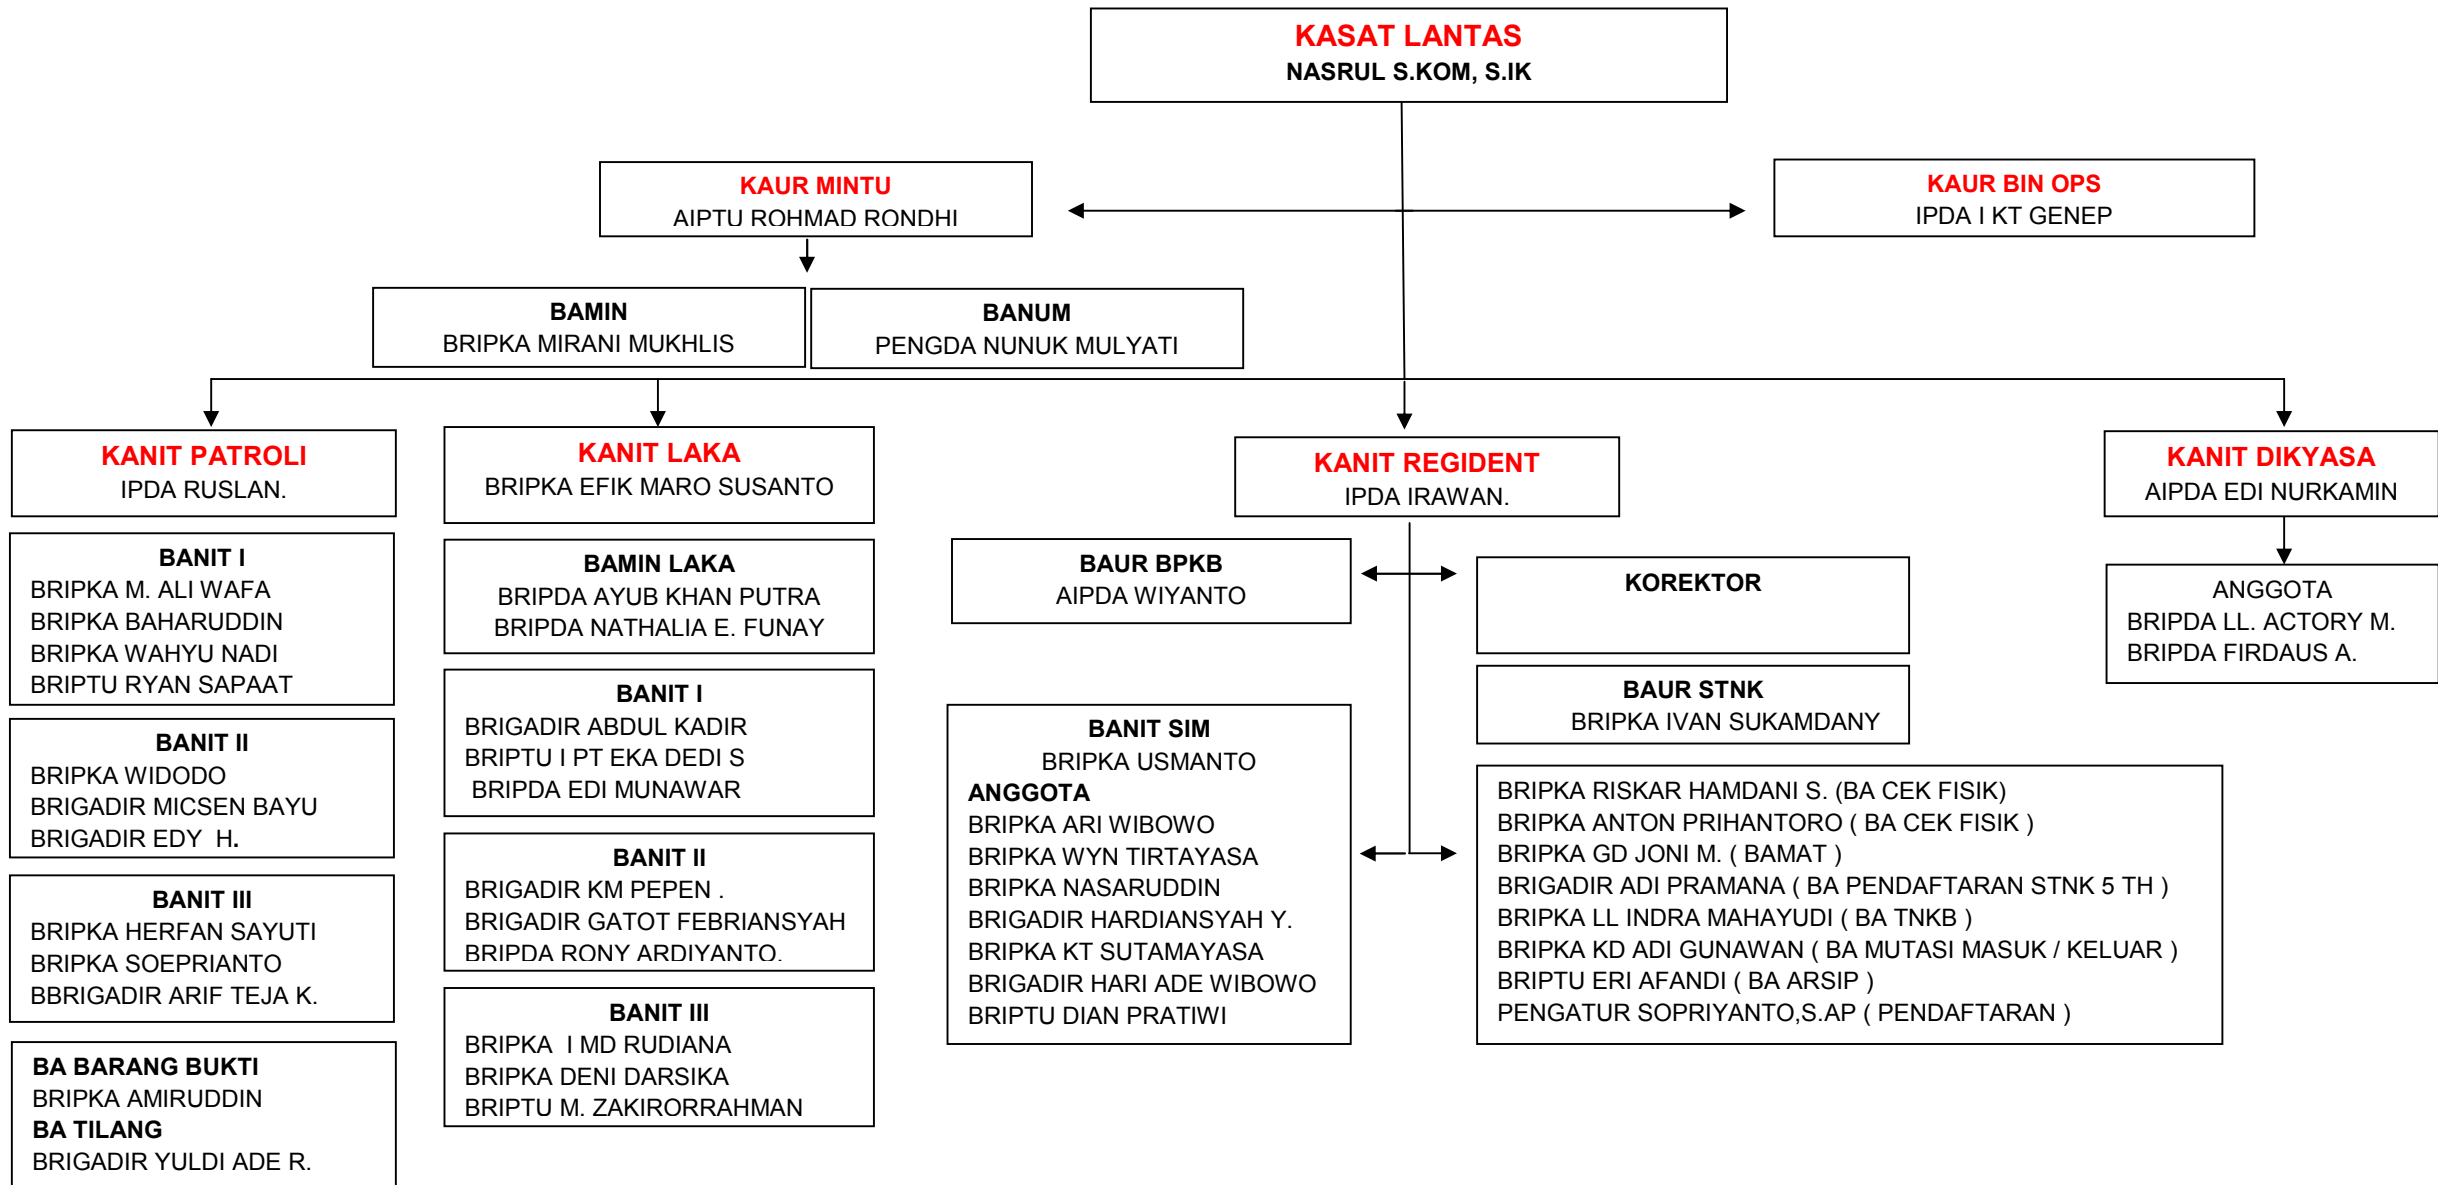 KASAT LANTAS
NASRUL S.KOM, S.IK
KAUR MINTU
AIPTU ROHMAD RONDHI
KAUR BIN OPS
IPDA I KT GENEP
BAMIN
BRIPKA MIRANI MUKHLIS
BANUM
PENGDA NUNUK MULYATI
KANIT PATROLI
IPDA RUSLAN.
BANIT I
BRIPKA M. ALI WAFA
BRIPKA BAHARUDDIN
BRIPKA WAHYU NADI
BRIPTU RYAN SAPAAT
BANIT II
BRIPKA WIDODO
BRIGADIR MICSEN BAYU
BRIGADIR EDY  H.
BANIT III
BRIPKA HERFAN SAYUTI
BRIPKA SOEPRIANTO
BBRIGADIR ARIF TEJA K.
BA BARANG BUKTI
BRIPKA AMIRUDDIN
BA TILANG
BRIGADIR YULDI ADE R.
KANIT LAKA
BRIPKA EFIK MARO SUSANTO
BAMIN LAKA
BRIPDA AYUB KHAN PUTRA
BRIPDA NATHALIA E. FUNAY
BANIT I
BRIGADIR ABDUL KADIR
BRIPTU I PT EKA DEDI S
BRIPDA EDI MUNAWAR
BANIT II
BRIGADIR KM PEPEN .
BRIGADIR GATOT FEBRIANSYAH
BRIPDA RONY ARDIYANTO.
BANIT III
BRIPKA  I MD RUDIANA
BRIPKA DENI DARSIKA
BRIPTU M. ZAKIRORRAHMAN
KANIT REGIDENT
IPDA IRAWAN.
BAUR BPKB
AIPDA WIYANTO
KOREKTOR
BAUR STNK
BRIPKA IVAN SUKAMDANY
BANIT SIM
BRIPKA USMANTO
ANGGOTA
BRIPKA ARI WIBOWO
BRIPKA WYN TIRTAYASA
BRIPKA NASARUDDIN
BRIGADIR HARDIANSYAH Y.
BRIPKA KT SUTAMAYASA
BRIGADIR HARI ADE WIBOWO
BRIPTU DIAN PRATIWI
BRIPKA RISKAR HAMDANI S. (BA CEK FISIK)
BRIPKA ANTON PRIHANTORO ( BA CEK FISIK )
BRIPKA GD JONI M. ( BAMAT )
BRIGADIR ADI PRAMANA ( BA PENDAFTARAN STNK 5 TH )
BRIPKA LL INDRA MAHAYUDI ( BA TNKB )
BRIPKA KD ADI GUNAWAN ( BA MUTASI MASUK / KELUAR )
BRIPTU ERI AFANDI ( BA ARSIP )
PENGATUR SOPRIYANTO,S.AP ( PENDAFTARAN )
KANIT DIKYASA
AIPDA EDI NURKAMIN
ANGGOTA
BRIPDA LL. ACTORY M.
BRIPDA FIRDAUS A.